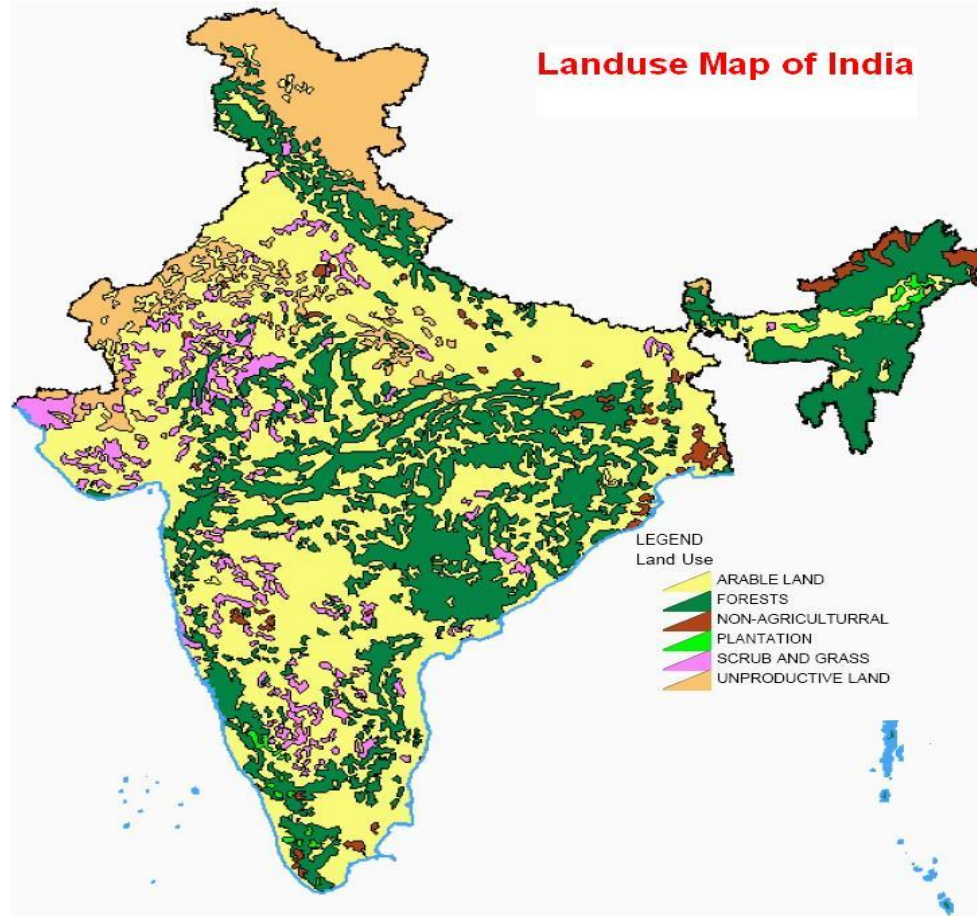 Landuse Map of India
LEGEND
Land Use
ARABLE LAND
FORESTS
NON-AGRICULTURRAL
PLANTATION
SCRUB AND GRASS
UNPRODUCTIVE LAND